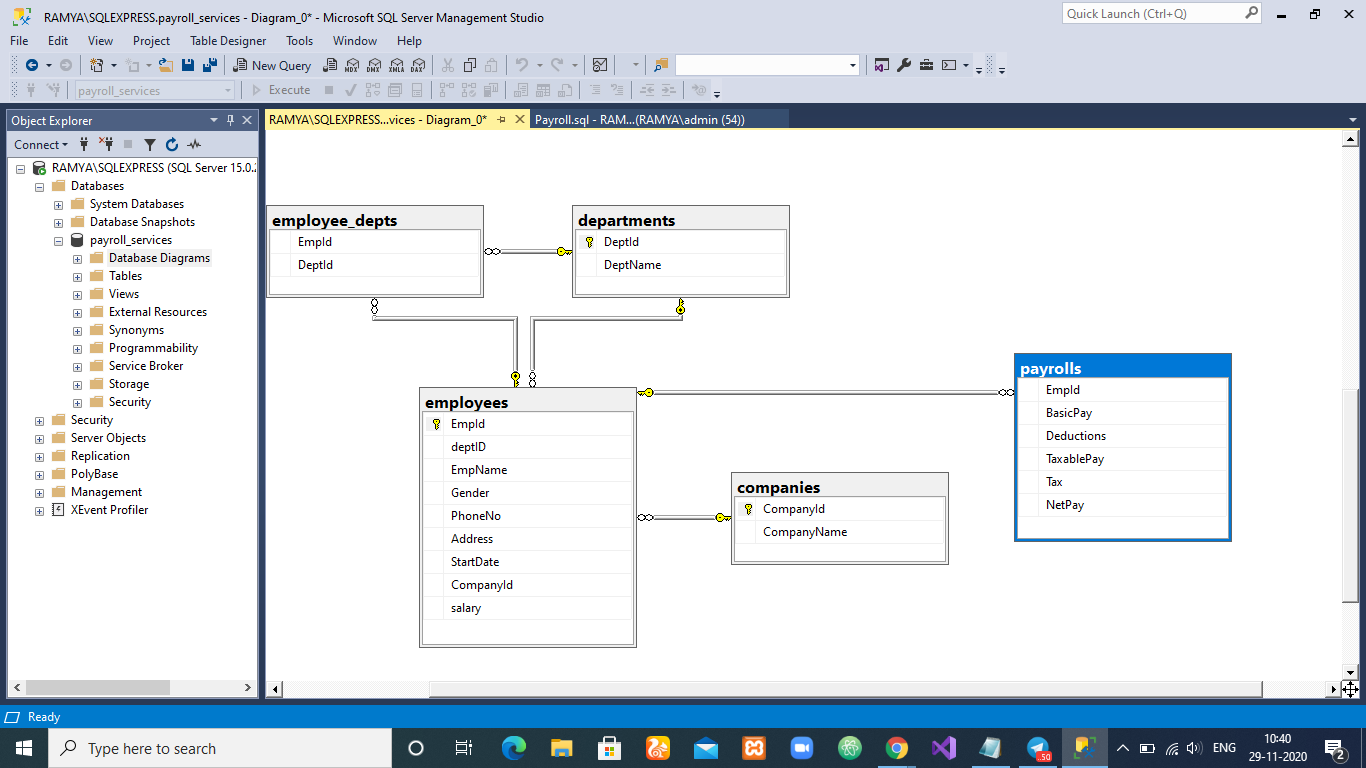 RAMYA\SQLEXPRESS.payroll_services - Diagram_0* - Microsoft SQL Server Management Studio
Quick Launch (Ctrl+Q)
File Edit View Project Table Designer Tools Window Help
New Query MDX DMX XMLA DAX
payroll_services Execute
Object Explorer
RAMYA\SQLEXPRESS...vices - Diagram_0*
Payroll.sql - RAM...(RAMYA\admin (54))
Connect
RAMYA\SQLEXPRESS (SQL Server 15.0.
Databases
System Databases
Database Snapshots
payroll_services
Database Diagrams
Tables
Views
External Resources
Synonyms
Programmability
Service Broker
Storage
Security
Security
Server Objects
Replication
PolyBase
Management
XEvent Profiler
employee_depts
EmpId
DeptId
departments
DeptId
DeptName
employees
EmpId
deptID
EmpName
Gender
PhoneNo
Address
StartDate
CompanyId
salary
companies
CompanyId
CompanyName
payrolls
EmpId
BasicPay
Deductions
TaxablePay
Tax
NetPay
Ready
Type here to search
.50
ENG
10:40
29-11-2020
2